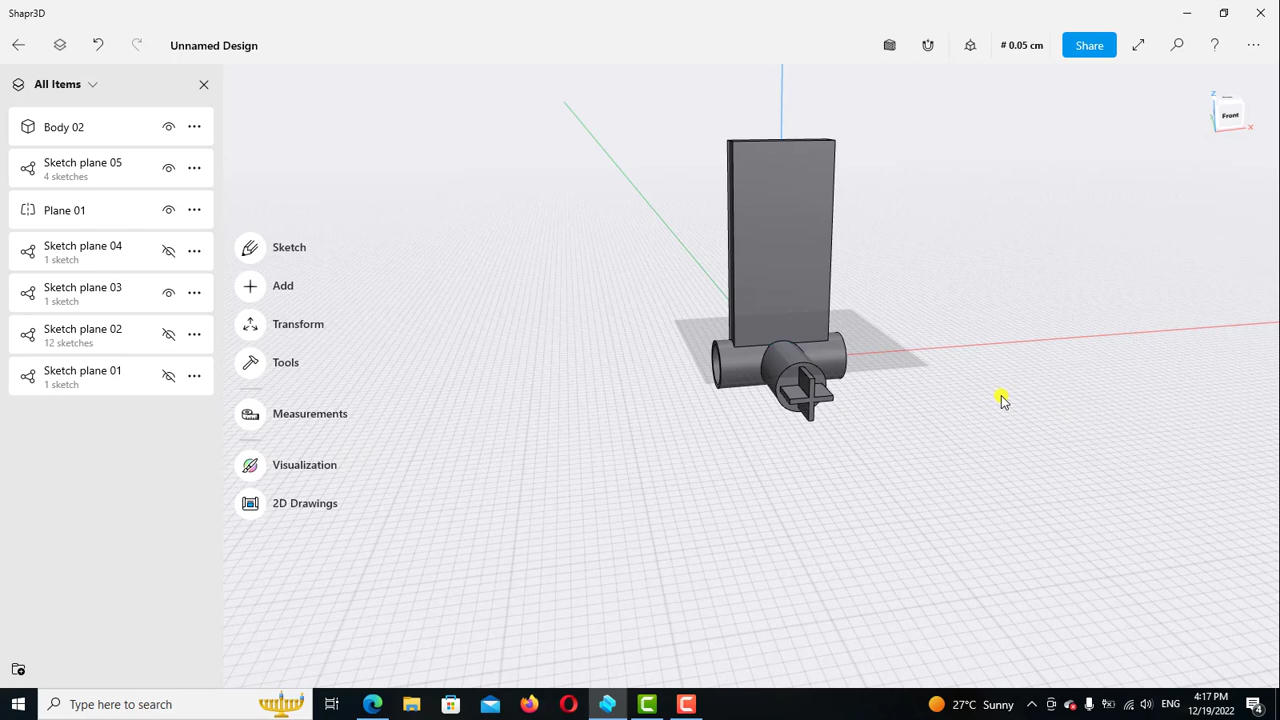 Shapr3D
Unnamed Design
# 0.05 cm
Share
All Items
Body 02
Sketch plane 05
4 sketches
Plane 01
Sketch plane 04
1 sketch
Sketch plane 03
1 sketch
Sketch plane 02
12 sketches
Sketch plane 01
1 sketch
Sketch
Add
Transform
Tools
Measurements
Visualization
2D Drawings
Z
Front
X
Type here to search
27°C Sunny
ENG
4:17 PM
12/19/2022
4